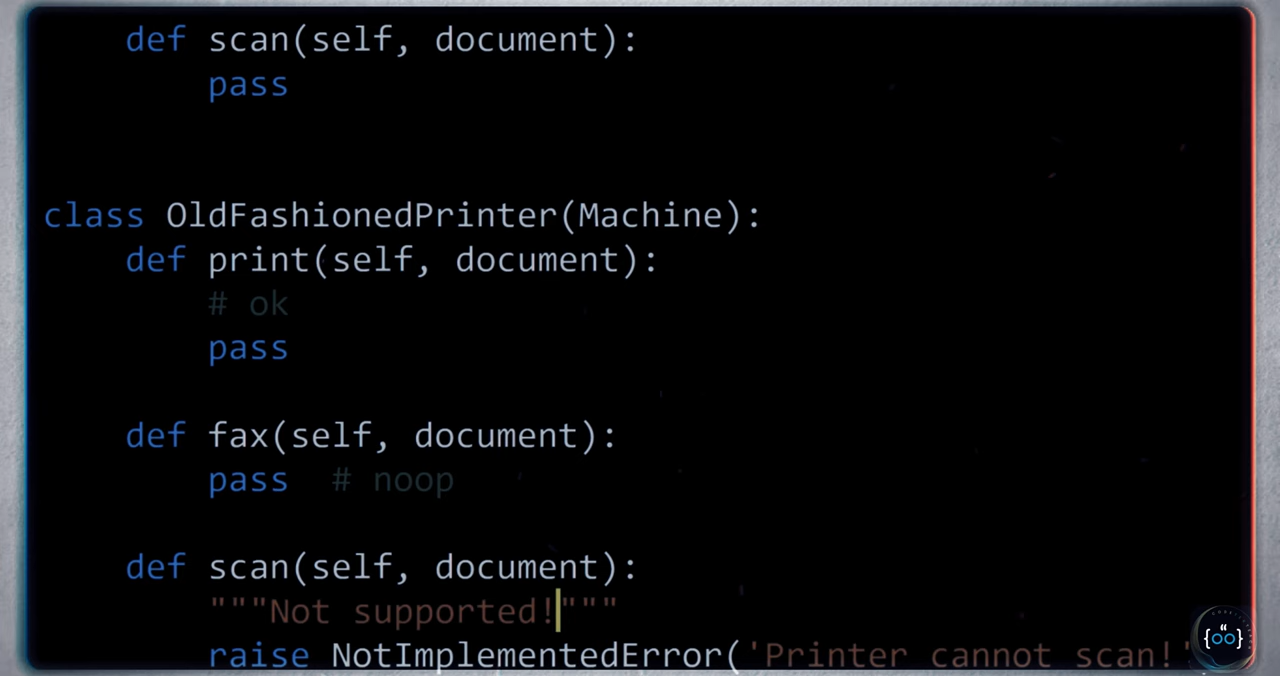 def scan(self, document):
pass
class OldFashionedPrinter(Machine):
def print(self, document):
# ok
pass
def fax(self, document):
pass  # noop
def scan(self, document):
"""Not supported!"""
raise NotImplementedError('Printer cannot scan!'
{oo}